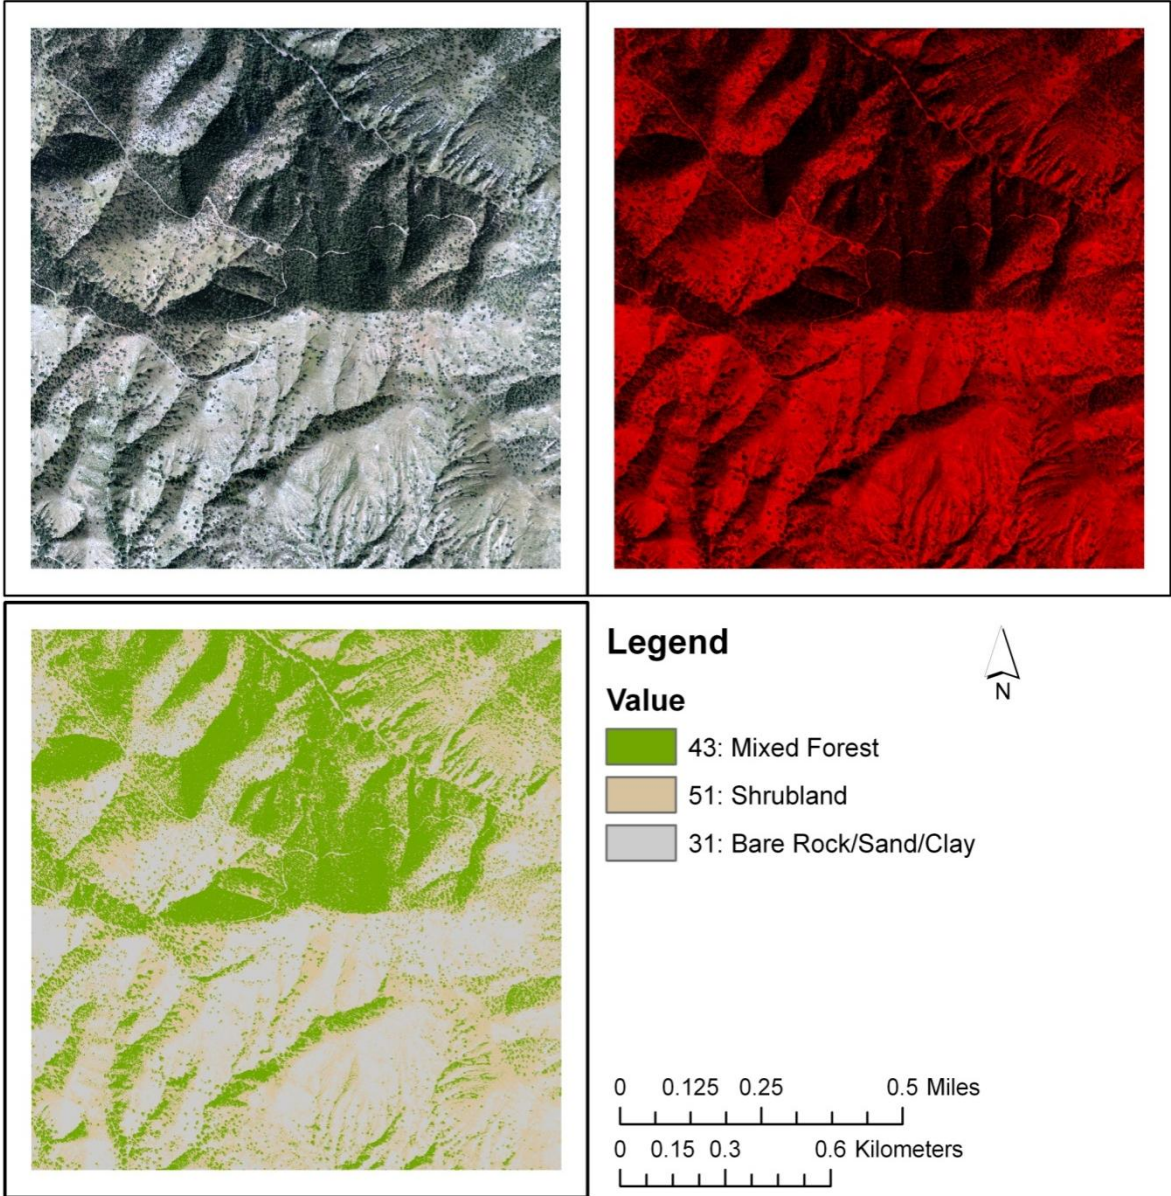 Legend
N
Value
43: Mixed Forest
51: Shrubland
31: Bare Rock/Sand/Clay
0 0.125 0.25 0.5 Miles
0 0.15 0.3 0.6 Kilometers